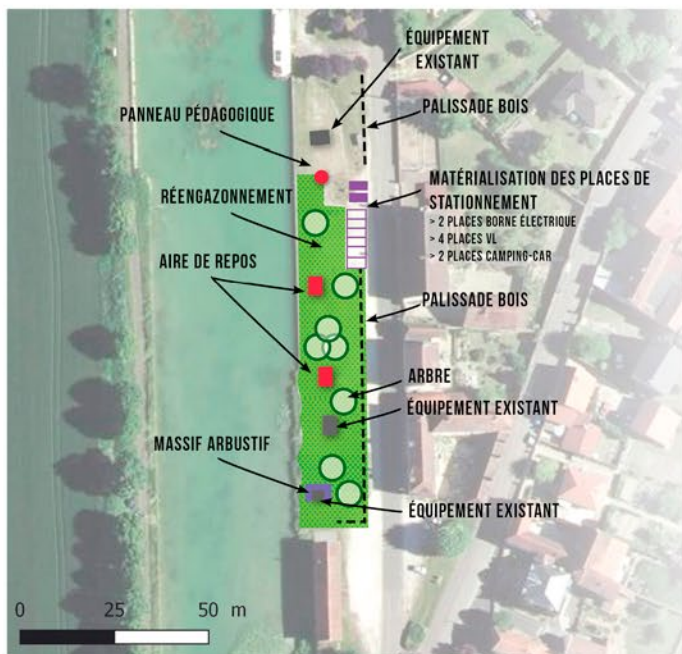 ÉQUIPEMENT
EXISTANT
PALISSADE BOIS
PANNEAU PÉDAGOGIQUE
MATÉRIALISATION DES PLACES DE
STATIONNEMENT
> 2 PLACES BORNE ÉLECTRIQUE
> 4 PLACES VL
> 2 PLACES CAMPING-CAR
RÉENGAZONNEMENT
AIRE DE REPOS
PALISSADE BOIS
ARBRE
ÉQUIPEMENT EXISTANT
MASSIF ARBUSTIF
ÉQUIPEMENT EXISTANT
0 25 50 m